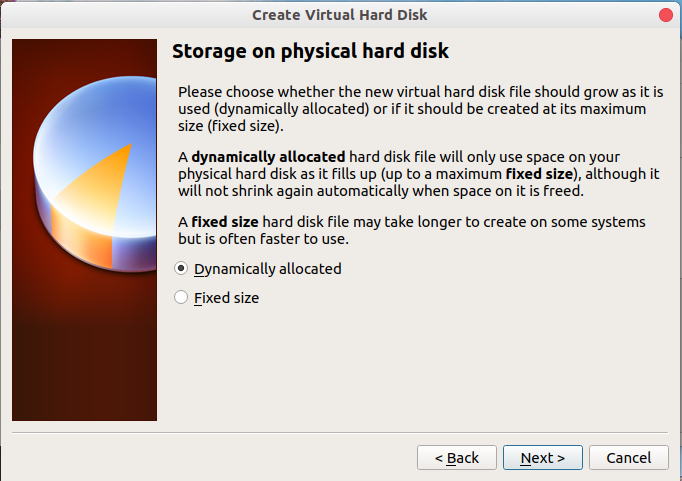 Create Virtual Hard Disk
Storage on physical hard disk
Please choose whether the new virtual hard disk file should grow as it is
used (dynamically allocated) or if it should be created at its maximum
size (fixed size).
A dynamically allocated hard disk file will only use space on your
physical hard disk as it fills up (up to a maximum fixed size), although it
will not shrink again automatically when space on it is freed.
A fixed size hard disk file may take longer to create on some systems
but is often faster to use.
Dynamically allocated
Fixed size
< Back
Next >
Cancel